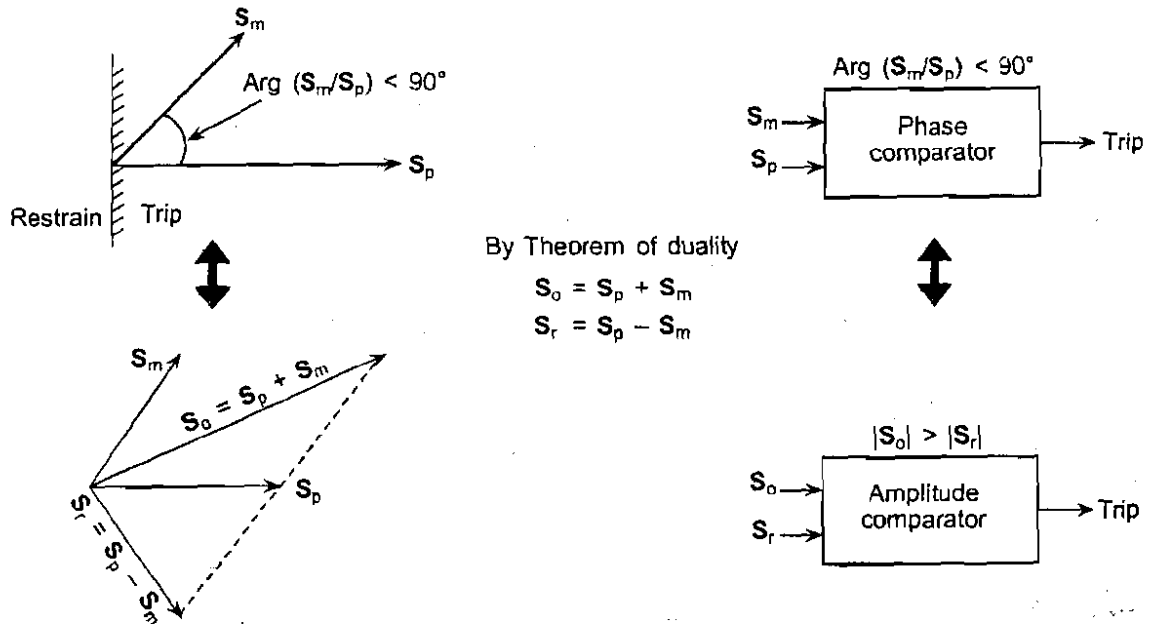 Sₘ
Arg (Sₘ/Sₚ) < 90°
Sₚ
Restrain Trip
Arg (Sₘ/Sₚ) < 90°
Sₘ
Sₚ
Phase
comparator
Trip
By Theorem of duality
Sₒ = Sₚ + Sₘ
Sᵣ = Sₚ − Sₘ
Sₘ
Sₒ = Sₚ + Sₘ
Sₚ
Sᵣ = Sₚ − Sₘ
|Sₒ| > |Sᵣ|
Sₒ
Sᵣ
Amplitude
comparator
Trip